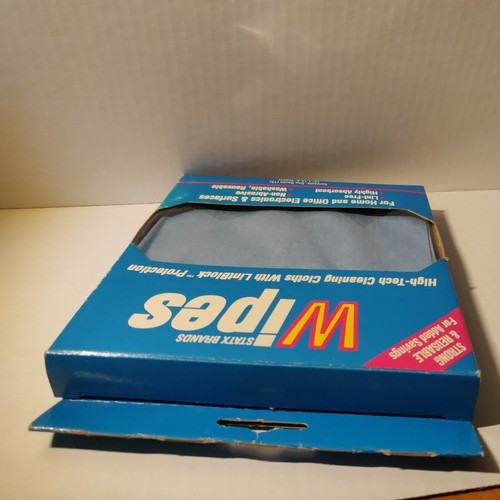 STATX BRANDS
Wipes
High-Tech Cleaning Cloths With LintBlock™ Protection
STRONG
& REUSABLE
For Added Savings
For Home and Office Electronics & Surfaces
· Lint-Free
· Highly Absorbent
· Non-Abrasive
· Washable, Reusable